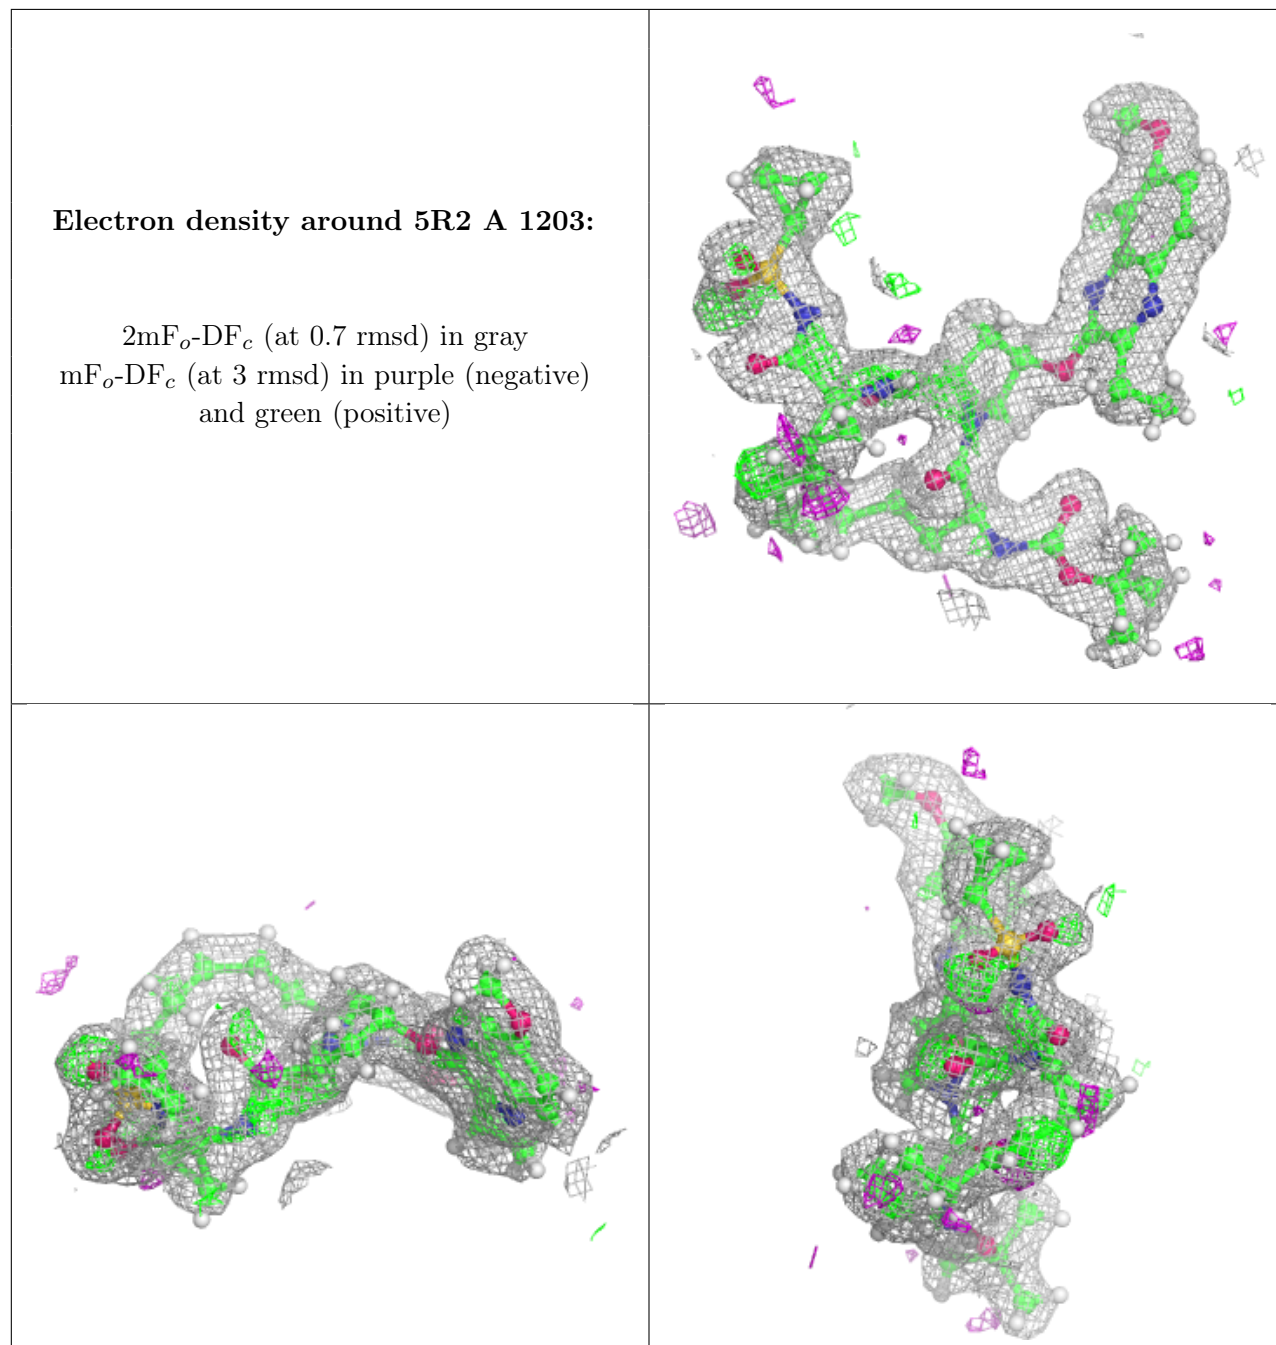 Electron density around 5R2 A 1203:
2mFo-DFc (at 0.7 rmsd) in gray
mFo-DFc (at 3 rmsd) in purple (negative)
and green (positive)